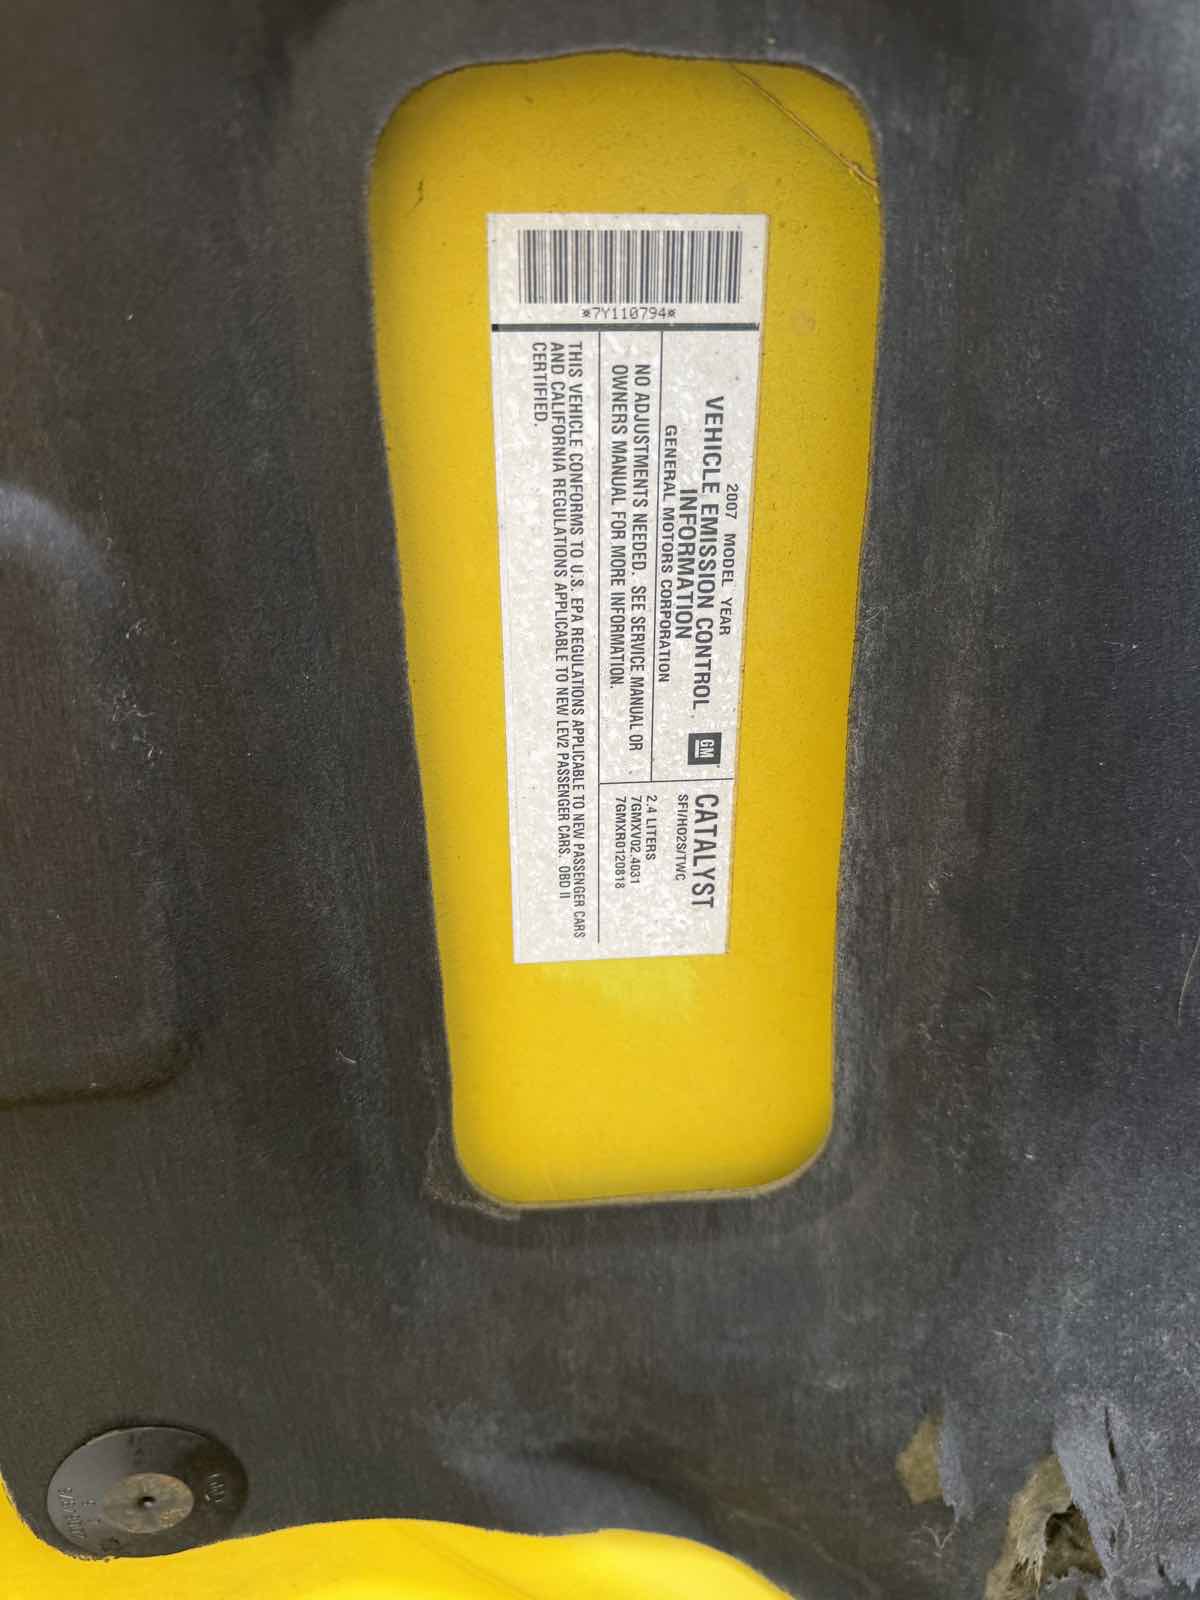 *7Y110794*
2007 MODEL YEAR
VEHICLE EMISSION CONTROL
INFORMATION
GENERAL MOTORS CORPORATION
GM
CATALYST
SFI/HO2S/TWC
NO ADJUSTMENTS NEEDED. SEE SERVICE MANUAL OR
OWNERS MANUAL FOR MORE INFORMATION.
2.4 LITERS
7GMXV02.4031
7GMXR0120818
THIS VEHICLE CONFORMS TO U.S. EPA REGULATIONS APPLICABLE TO NEW PASSENGER CARS
AND CALIFORNIA REGULATIONS APPLICABLE TO NEW LEV2 PASSENGER CARS. OBD II
CERTIFIED.